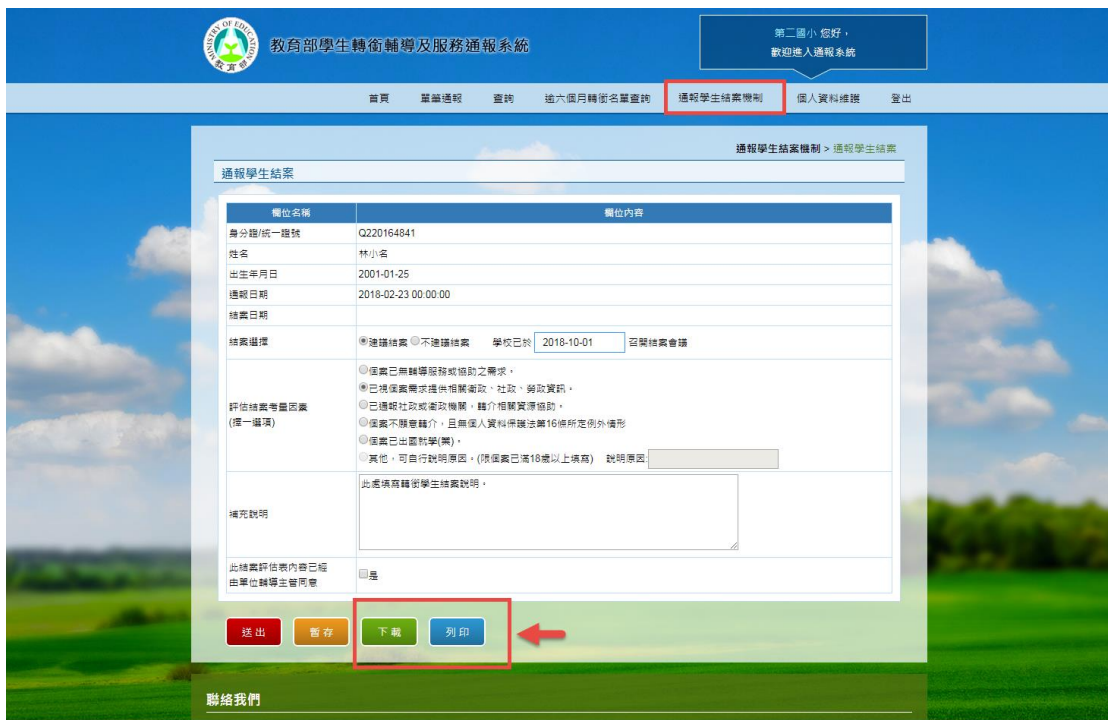 MINISTRY OF EDUCATION
教育部
教育部學生轉銜輔導及服務通報系統
第二國小 您好，
歡迎進入通報系統
首頁 單筆通報 查詢 逾六個月轉銜名單查詢 通報學生結案機制 個人資料維護 登出
通報學生結案機制 > 通報學生結案
通報學生結案
欄位名稱 欄位內容
身分證/統一證號 Q220164841
姓名 林小名
出生年月日 2001-01-25
通報日期 2018-02-23 00:00:00
結案日期
結案選擇 建議結案 不建議結案 學校已於 2018-10-01 召開結案會議
評估結案考量因素
(擇一選項)
個案已無輔導服務或協助之需求。
已視個案需求提供相關衛政、社政、勞政資訊。
已通報社政或衛政機關，轉介相關資源協助。
個案不願意轉介，且無個人資料保護法第16條所定例外情形
個案已出國就學(業)。
其他，可自行說明原因。(限個案已滿18歲以上填寫) 說明原因:
補充說明
此處填寫轉銜學生結案說明。
此結案評估表內容已經
由單位輔導主管同意
是
送出 暫存 下載 列印
聯絡我們